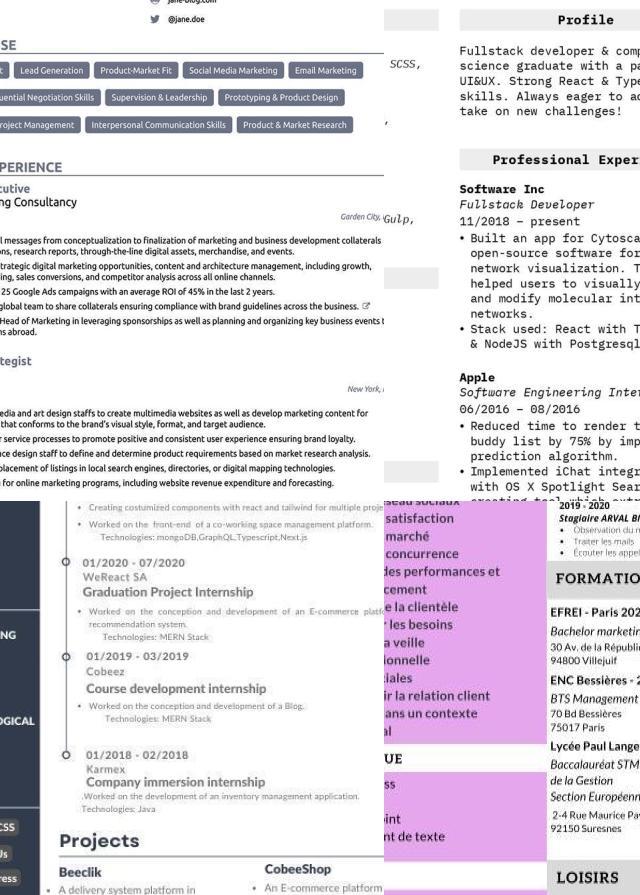 jane-blog.com
@jane.doe
SE
Lead Generation
Product-Market Fit
Social Media Marketing
Email Marketing
uential Negotiation Skills
Supervision & Leadership
Prototyping & Product Design
roject Management
Interpersonal Communication Skills
Product & Market Research
PERIENCE
cutive
ng Consultancy
Garden City,
l messages from conceptualization to finalization of marketing and business development collaterals
ns, research reports, through-the-line digital assets, merchandise, and events.
trategic digital marketing opportunities, content and architecture management, including growth,
ing, sales conversions, and competitor analysis across all online channels.
25 Google Ads campaigns with an average ROI of 45% in the last 2 years.
global team to share collaterals ensuring compliance with brand guidelines across the business.
Head of Marketing in leveraging sponsorships as well as planning and organizing key business events t
ns abroad.
tegist
New York,
edia and art design staffs to create multimedia websites as well as develop marketing content for
that conforms to the brand's visual style, format, and target audience.
r service processes to promote positive and consistent user experience ensuring brand loyalty.
nce design staff to define and determine product requirements based on market research analysis.
placement of listings in local search engines, directories, or digital mapping technologies.
for online marketing programs, including website revenue expenditure and forecasting.
SCSS,
,
Gulp,
Profile
Fullstack developer & comp
science graduate with a pa
UI&UX. Strong React & Type
skills. Always eager to ad
take on new challenges!
Professional Exper
Software Inc
Fullstack Developer
11/2018 – present
• Built an app for Cytosca
open-source software for
network visualization. T
helped users to visually
and modify molecular int
networks.
• Stack used: React with T
& NodeJS with Postgresql
Apple
Software Engineering Inter
06/2016 – 08/2016
• Reduced time to render t
buddy list by 75% by imp
prediction algorithm.
• Implemented iChat integr
with OS X Spotlight Sear
NG
OGICAL
CSS
Js
ress
• Creating costumized components with react and tailwind for multiple proje
• Worked on the front-end of a co-working space management platform.
Technologies: mongoDB,GraphQL,Typescript,Next.js
01/2020 - 07/2020
WeReact SA
Graduation Project Internship
• Worked on the conception and development of an E-commerce platf
recommendation system.
Technologies: MERN Stack
01/2019 - 03/2019
Cobeez
Course development internship
• Worked on the conception and development of a Blog.
Technologies: MERN Stack
01/2018 - 02/2018
Karmex
Company immersion internship
.Worked on the development of an inventory management application.
Technologies: Java
Projects
Beeclik
• A delivery system platform in
CobeeShop
• An E-commerce platform
seau sociaux
satisfaction
marché
concurrence
des performances et
cement
e la clientèle
les besoins
a veille
ionnelle
iales
ir la relation client
ans un contexte
al
UE
ss
oint
nt de texte
2019 - 2020
Stagiaire ARVAL B
• Observation du m
• Traiter les mails
• Écouter les appel
FORMATIO
EFREI - Paris 202
Bachelor marketin
30 Av. de la Républic
94800 Villejuif
ENC Bessières - 2
BTS Management
70 Bd Bessières
75017 Paris
Lycée Paul Lange
Baccalauréat STM
de la Gestion
Section Européenn
2-4 Rue Maurice Pay
92150 Suresnes
LOISIRS